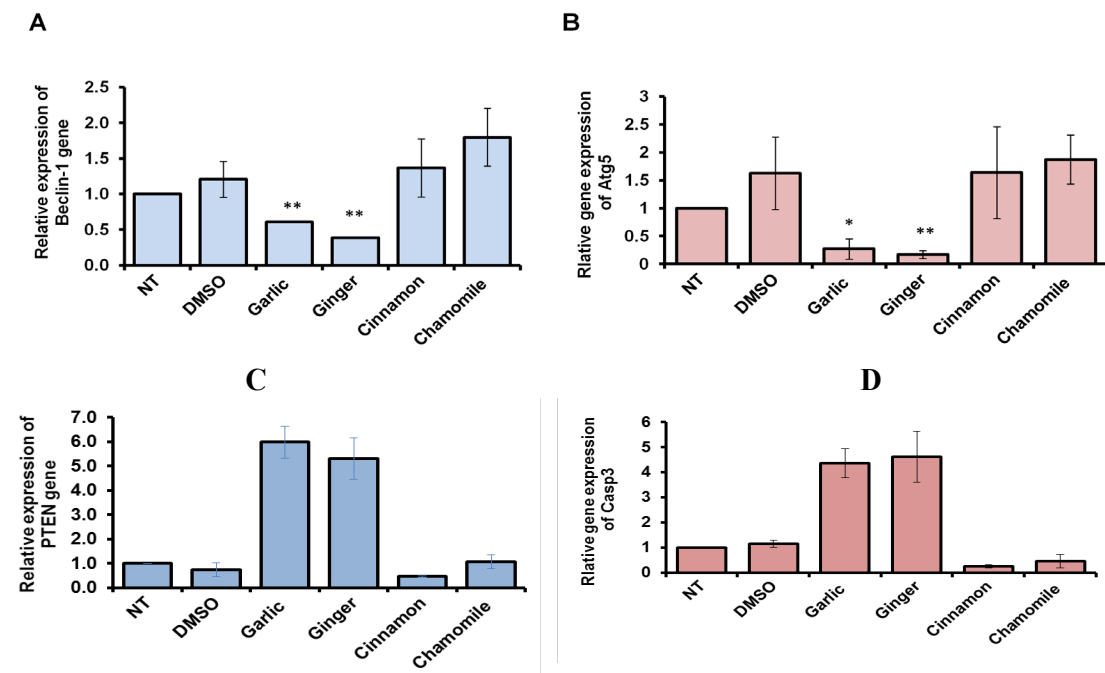 A
B
Relative expression of
Beclin-1 gene
2.5
2.0
1.5
1.0
0.5
0.0
** **
NT DMSO Garlic Ginger Cinnamon Chamomile
Rlative gene expression
of Atg5
3
2.5
2
1.5
1
0.5
0
* **
NT DMSO Garlic Ginger Cinnamon Chamomile
C
D
Relative expression of
PTEN gene
7.0
6.0
5.0
4.0
3.0
2.0
1.0
0.0
NT DMSO Garlic Ginger Cinnamon Chamomile
Rlative gene expression
of Casp3
6
5
4
3
2
1
0
NT DMSO Garlic Ginger Cinnamon Chamomile